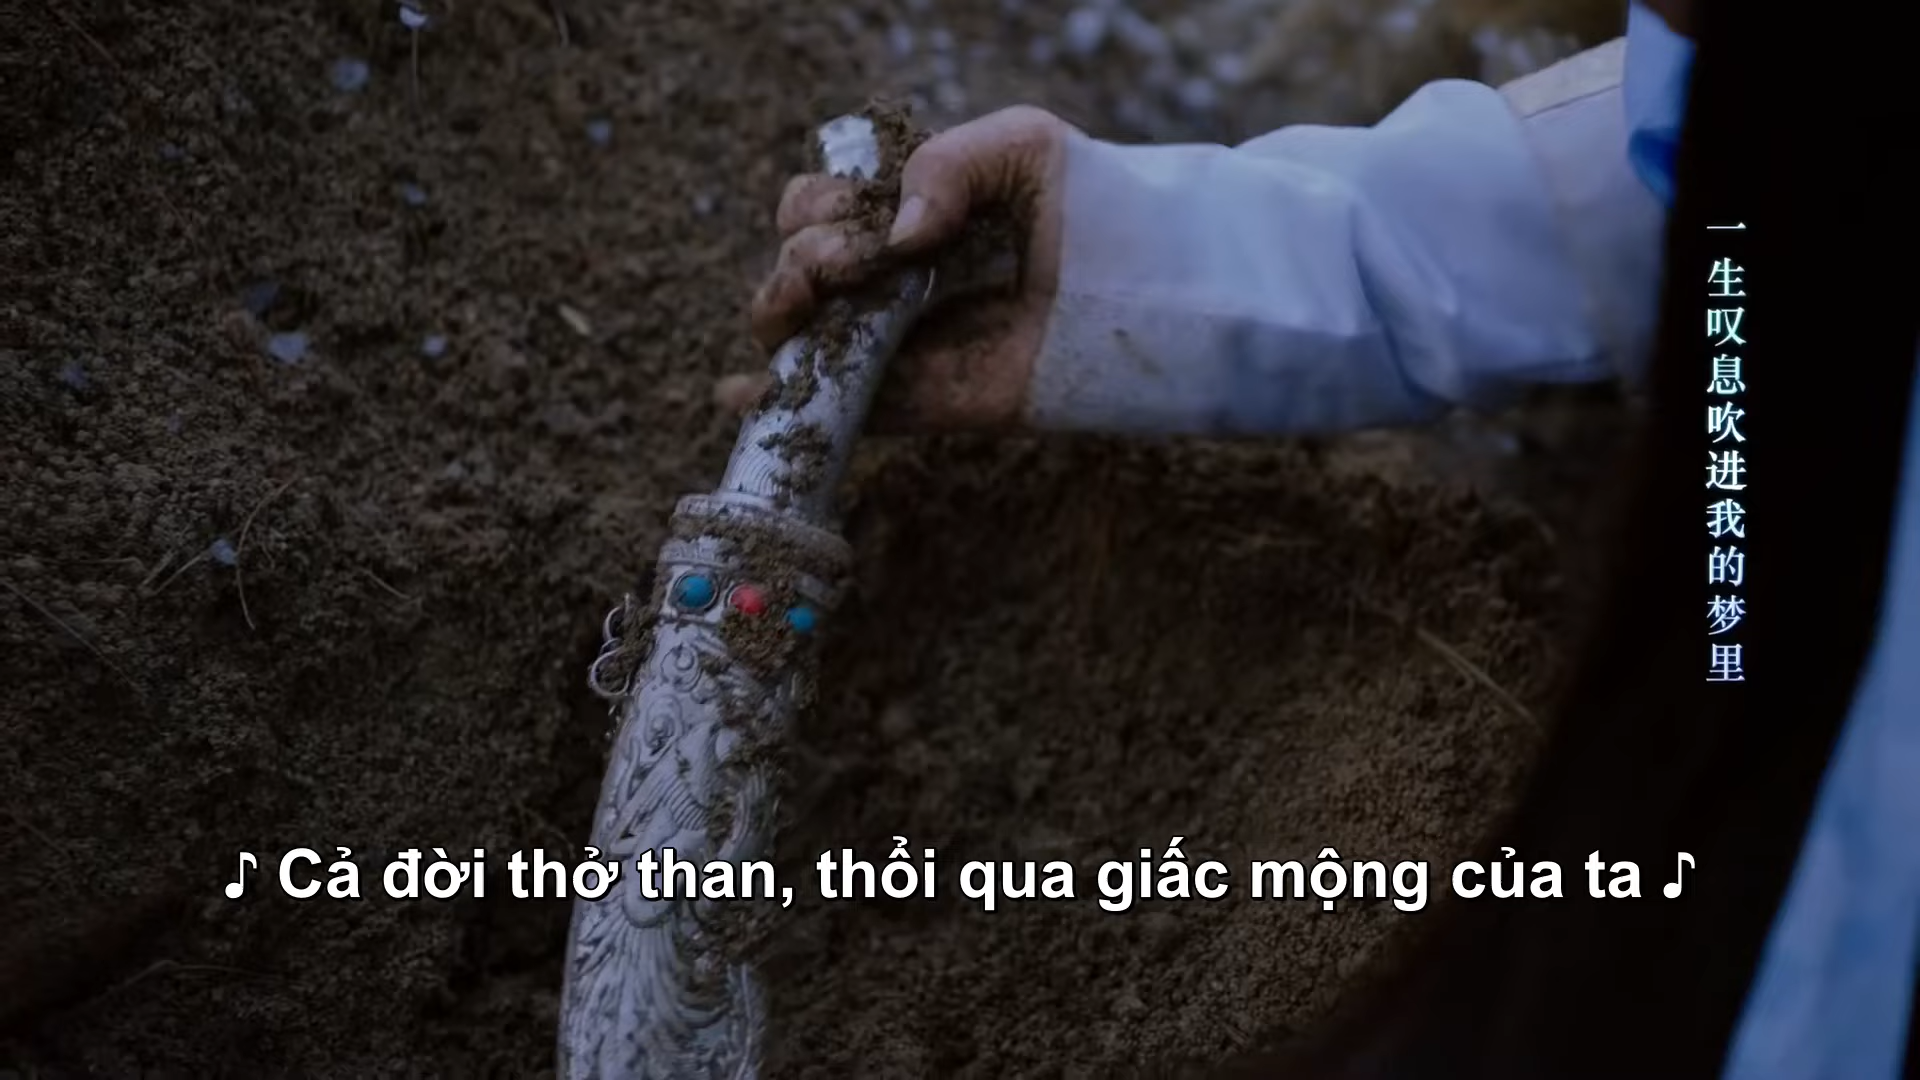 一生叹息吹进我的梦里
♪ Cả đời thở than, thổi qua giấc mộng của ta ♪